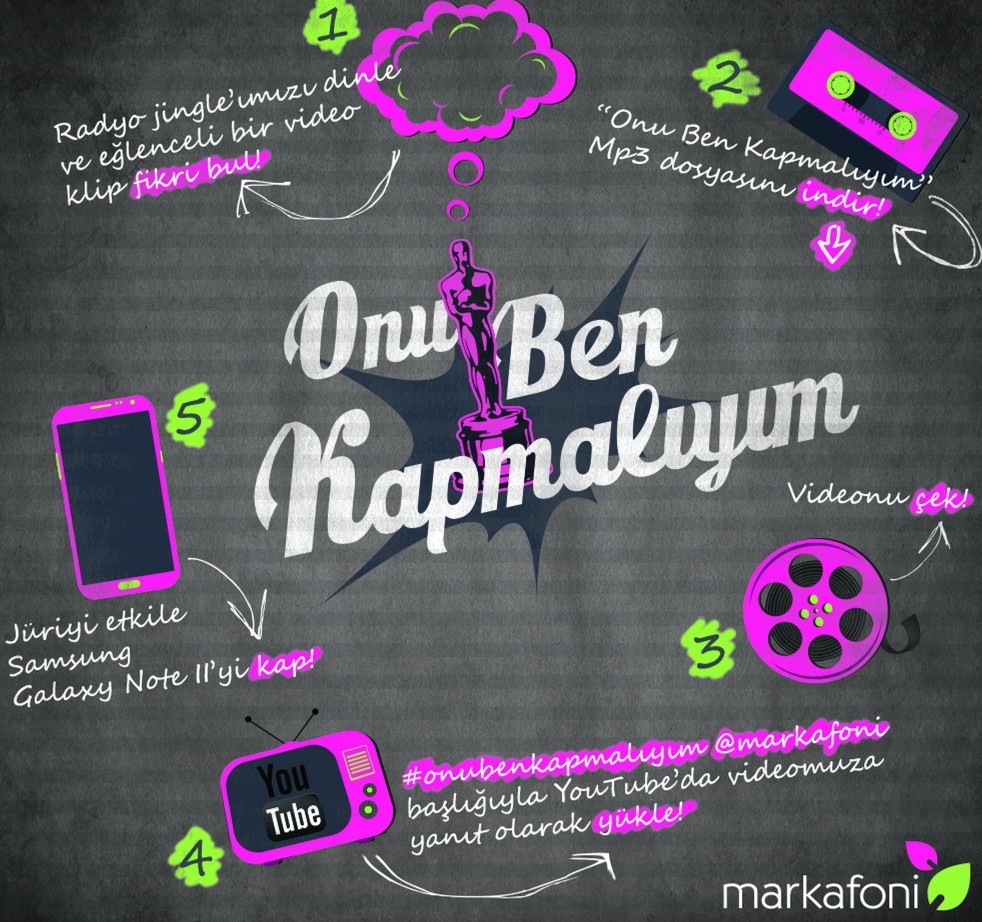 1
Radyo jingle'ımızı dinle
ve eğlenceli bir video
klip fikri bul!
2
"Onu Ben Kapmalıyım"
Mp3 dosyasını indir!
Onu Ben
Kapmalıyım
Videonu çek!
3
5
Jüriyi etkile
Samsung
Galaxy Note II'yi kap!
4
You
Tube
#onubenkapmalıyım @markafoni
başlığıyla YouTube'da videomuza
yanıt olarak yükle!
markafoni